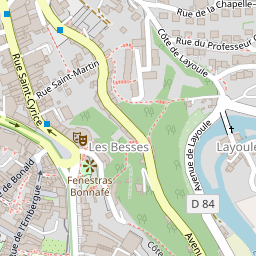 Rue de la Chapelle-
Côte de Layoule
Rue du Professeur C
Rue Saint-Cyrice
Rue Saint-Martin
Les Besses
Layoule
Avenue de Layoule
Fenestras
Bonnafé
D 84
de Bonald
de l'Embergue
Avenu